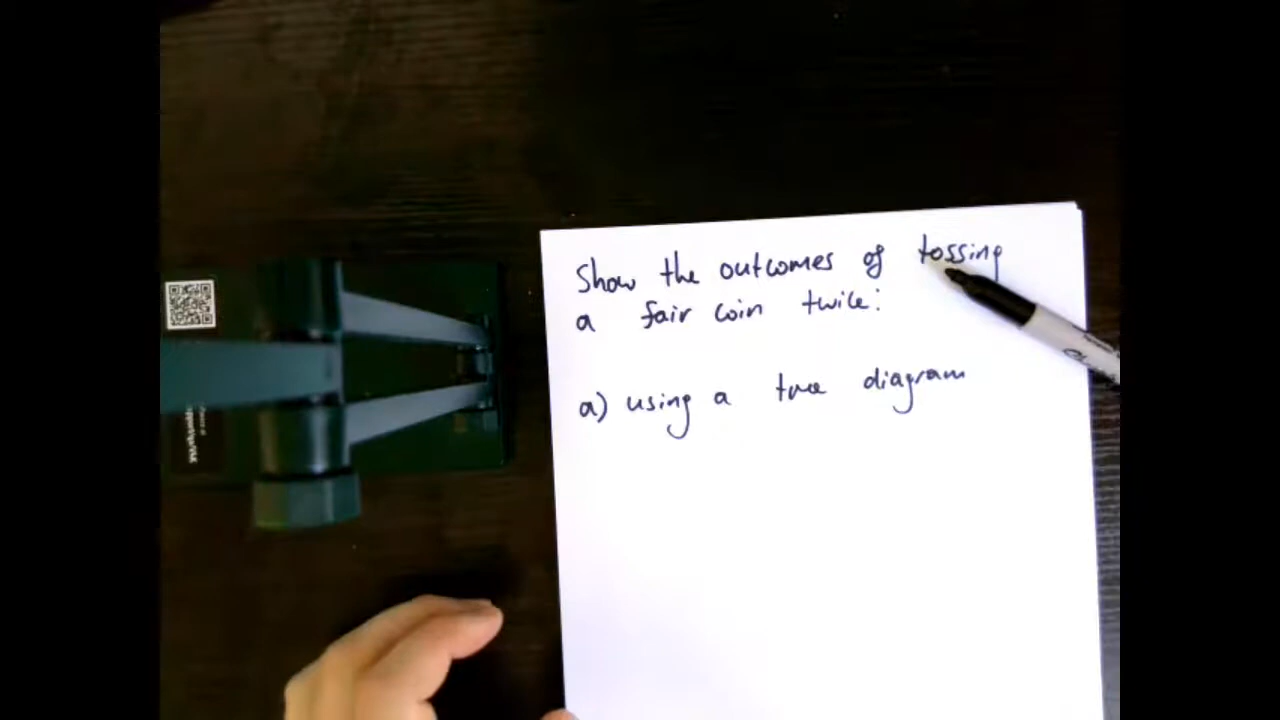 Show the outcomes of tossing
a fair coin twice:
a) using a tree diagram